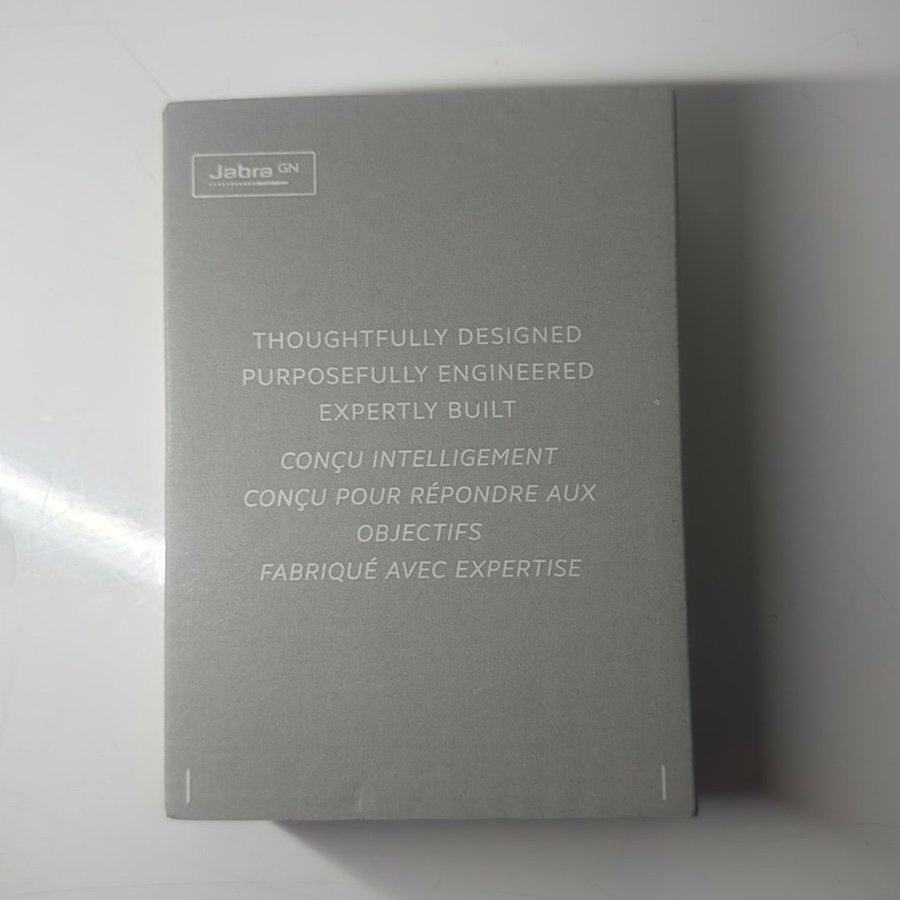 Jabra GN
THOUGHTFULLY DESIGNED
PURPOSEFULLY ENGINEERED
EXPERTLY BUILT
CONÇU INTELLIGEMENT
CONÇU POUR RÉPONDRE AUX
OBJECTIFS
FABRIQUÉ AVEC EXPERTISE